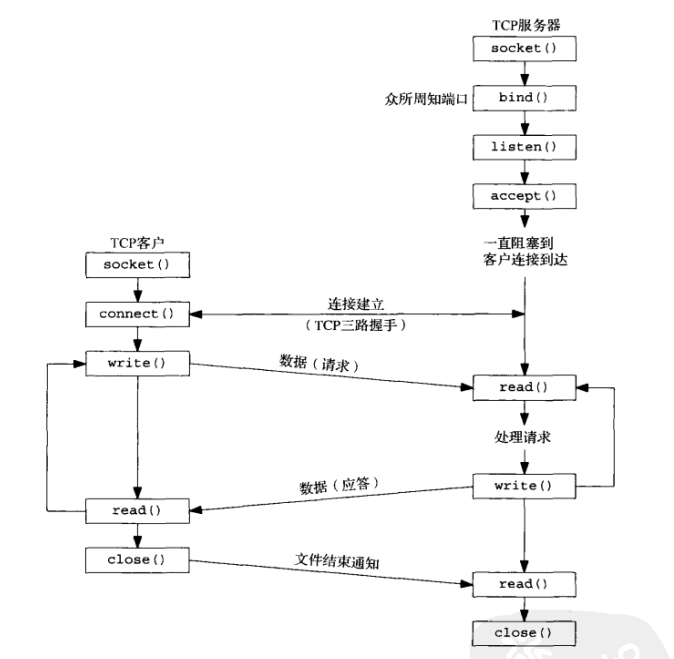 TCP服务器
socket()
众所周知端口
bind()
listen()
accept()
一直阻塞到
客户连接到达
TCP客户
socket()
connect()
连接建立
（TCP三路握手）
write()
数据（请求）
read()
处理请求
write()
数据（应答）
read()
close()
文件结束通知
read()
close()